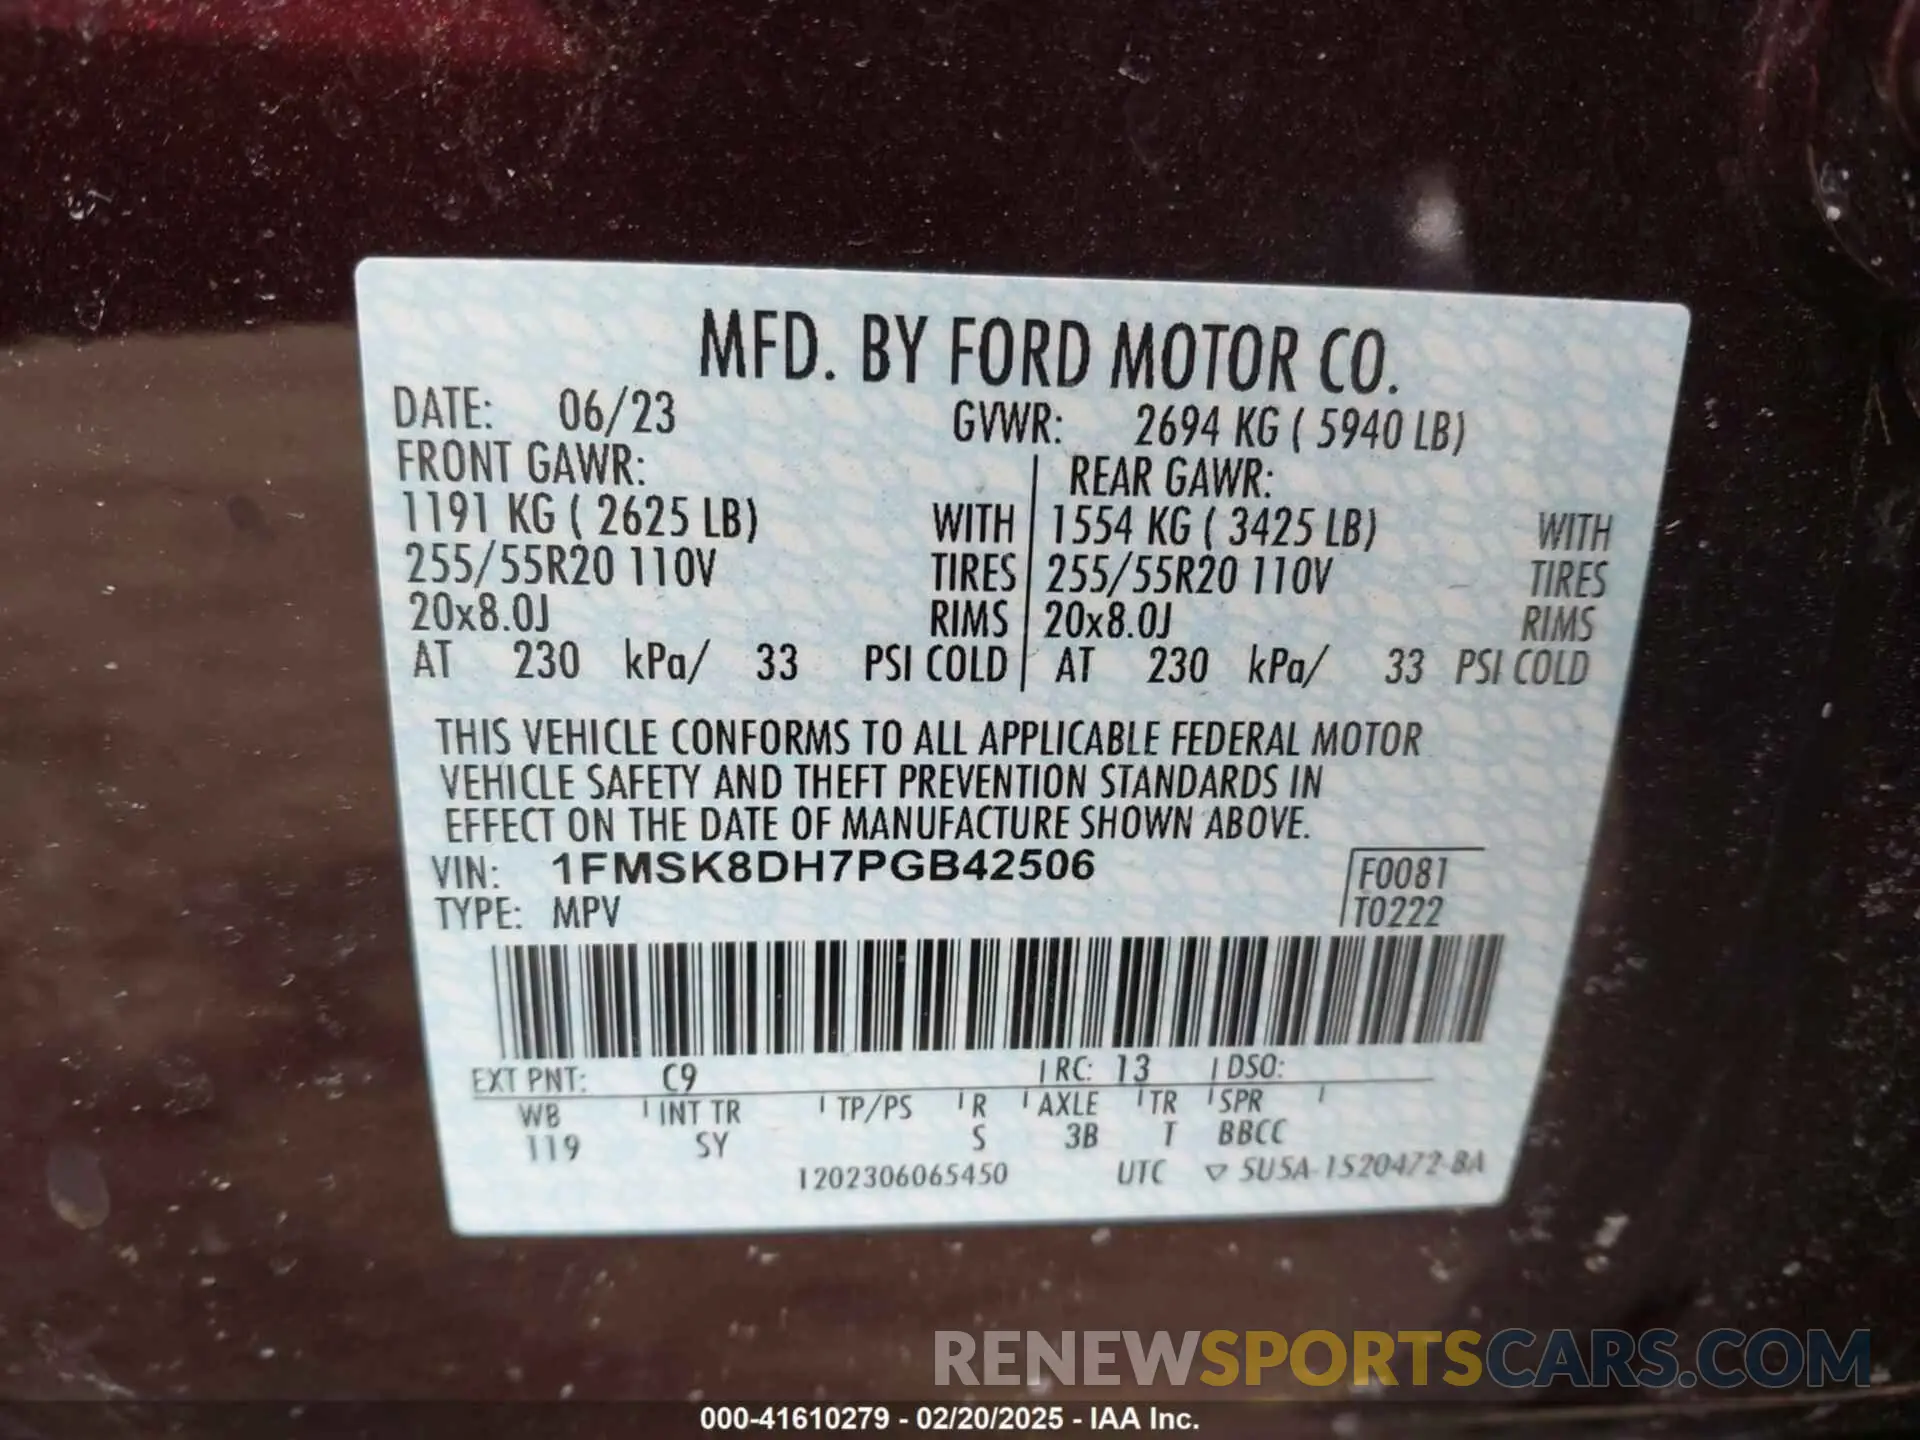 MFD. BY FORD MOTOR CO.
DATE: 06/23 GVWR: 2694 KG ( 5940 LB)
FRONT GAWR: REAR GAWR:
1191 KG ( 2625 LB) WITH 1554 KG ( 3425 LB) WITH
255/55R20 110V TIRES 255/55R20 110V TIRES
20x8.0J RIMS 20x8.0J RIMS
AT 230 kPa/ 33 PSI COLD AT 230 kPa/ 33 PSI COLD
THIS VEHICLE CONFORMS TO ALL APPLICABLE FEDERAL MOTOR
VEHICLE SAFETY AND THEFT PREVENTION STANDARDS IN
EFFECT ON THE DATE OF MANUFACTURE SHOWN ABOVE.
VIN: 1FMSK8DH7PGB42506 F0081
TYPE: MPV T0222
EXT PNT: C9 RC: 13 DSO:
WB INT TR TP/PS R AXLE TR SPR
119 SY S 3B T BBCC
1202306065450 UTC ▽ 5U5A-1520472-BA
RENEWSPORTSCARS.COM
000-41610279 - 02/20/2025 - IAA Inc.